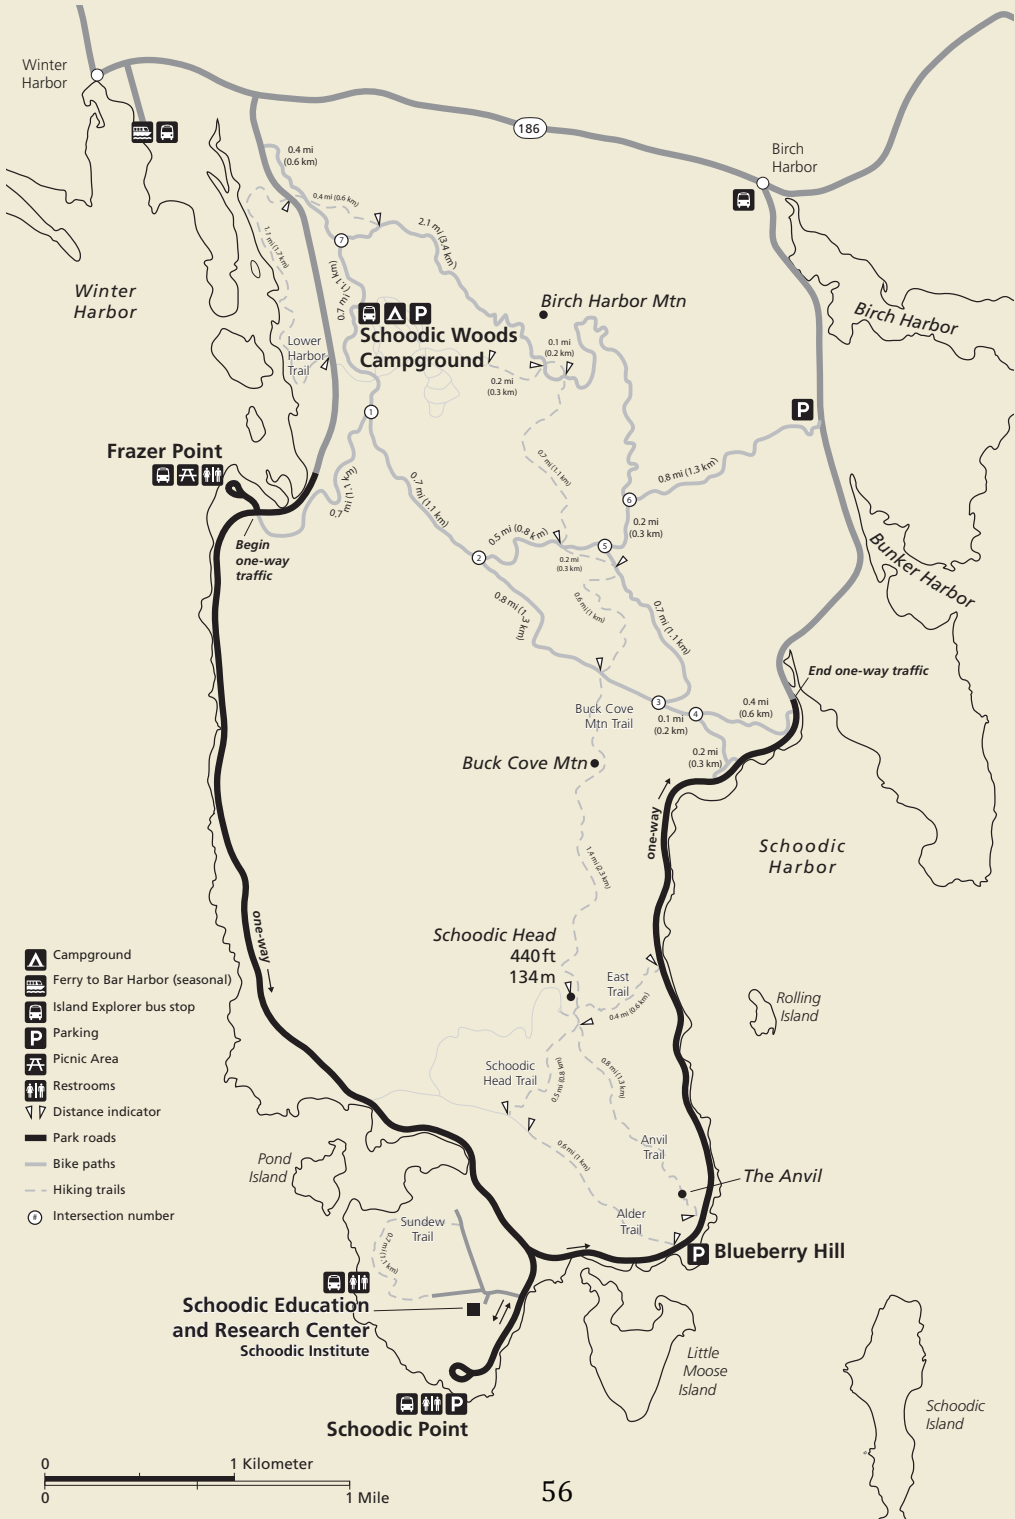 Winter
Harbor
186
Birch
Harbor
0.4 mi
(0.6 km)
0.4 mi (0.6 km)
2.1 mi (3.4 km)
1.1 mi (1.7 km)
7
0.7 mi (1.1 km)
Winter
Harbor
Birch Harbor Mtn
Birch Harbor
Schoodic Woods
Campground
Lower
Harbor
Trail
0.1 mi
(0.2 km)
0.2 mi
(0.3 km)
1
P
P
Frazer Point
0.7 mi (1.1 km)
0.7 mi (1.1 km)
0.7 mi (1.1 km)
0.8 mi (1.3 km)
6
0.2 mi
(0.3 km)
Begin
one-way
traffic
0.5 mi (0.8 km)
2
5
0.2 mi
(0.3 km)
Bunker Harbor
0.8 mi (1.3 km)
0.6 mi (1 km)
0.7 mi (1.1 km)
End one-way traffic
3
4
Buck Cove
Mtn Trail
0.1 mi
(0.2 km)
0.4 mi
(0.6 km)
0.2 mi
(0.3 km)
Buck Cove Mtn
one-way
Schoodic
Harbor
1.4 mi (2.3 km)
one-way
Schoodic Head
440 ft
134 m
East
Trail
0.4 mi (0.6 km)
Rolling
Island
Campground
Ferry to Bar Harbor (seasonal)
Island Explorer bus stop
P
Parking
Picnic Area
Restrooms
Distance indicator
Park roads
Bike paths
Hiking trails
#
Intersection number
Schoodic
Head Trail
0.5 mi (0.8 km)
0.8 mi (1.3 km)
0.6 mi (1 km)
Anvil
Trail
The Anvil
Pond
Island
Alder
Trail
Sundew
Trail
0.7 mi (1.1 km)
P
Blueberry Hill
Schoodic Education
and Research Center
Schoodic Institute
Little
Moose
Island
Schoodic
Island
P
Schoodic Point
0
1 Kilometer
0
1 Mile
56